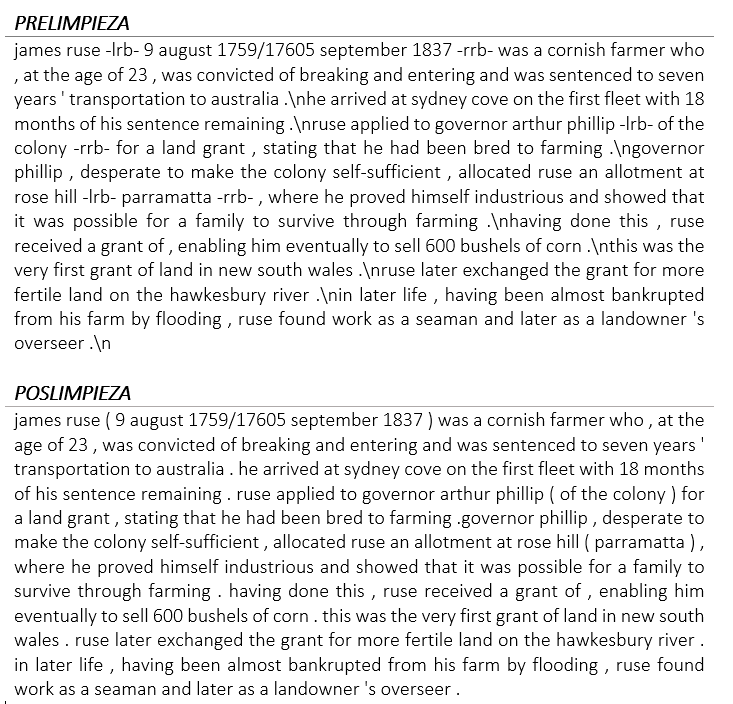 PRELIMPIEZA
james ruse -lrb- 9 august 1759/17605 september 1837 -rrb- was a cornish farmer who
, at the age of 23 , was convicted of breaking and entering and was sentenced to seven
years ' transportation to australia .\nhe arrived at sydney cove on the first fleet with 18
months of his sentence remaining .\nruse applied to governor arthur phillip -lrb- of the
colony -rrb- for a land grant , stating that he had been bred to farming .\ngovernor
phillip , desperate to make the colony self-sufficient , allocated ruse an allotment at
rose hill -lrb- parramatta -rrb- , where he proved himself industrious and showed that
it was possible for a family to survive through farming .\nhaving done this , ruse
received a grant of , enabling him eventually to sell 600 bushels of corn .\nthis was the
very first grant of land in new south wales .\nruse later exchanged the grant for more
fertile land on the hawkesbury river .\nin later life , having been almost bankrupted
from his farm by flooding , ruse found work as a seaman and later as a landowner 's
overseer .\n
POSLIMPIEZA
james ruse ( 9 august 1759/17605 september 1837 ) was a cornish farmer who , at the
age of 23 , was convicted of breaking and entering and was sentenced to seven years '
transportation to australia . he arrived at sydney cove on the first fleet with 18 months
of his sentence remaining . ruse applied to governor arthur phillip ( of the colony ) for
a land grant , stating that he had been bred to farming .governor phillip , desperate to
make the colony self-sufficient , allocated ruse an allotment at rose hill ( parramatta ) ,
where he proved himself industrious and showed that it was possible for a family to
survive through farming . having done this , ruse received a grant of , enabling him
eventually to sell 600 bushels of corn . this was the very first grant of land in new south
wales . ruse later exchanged the grant for more fertile land on the hawkesbury river .
in later life , having been almost bankrupted from his farm by flooding , ruse found
work as a seaman and later as a landowner 's overseer .